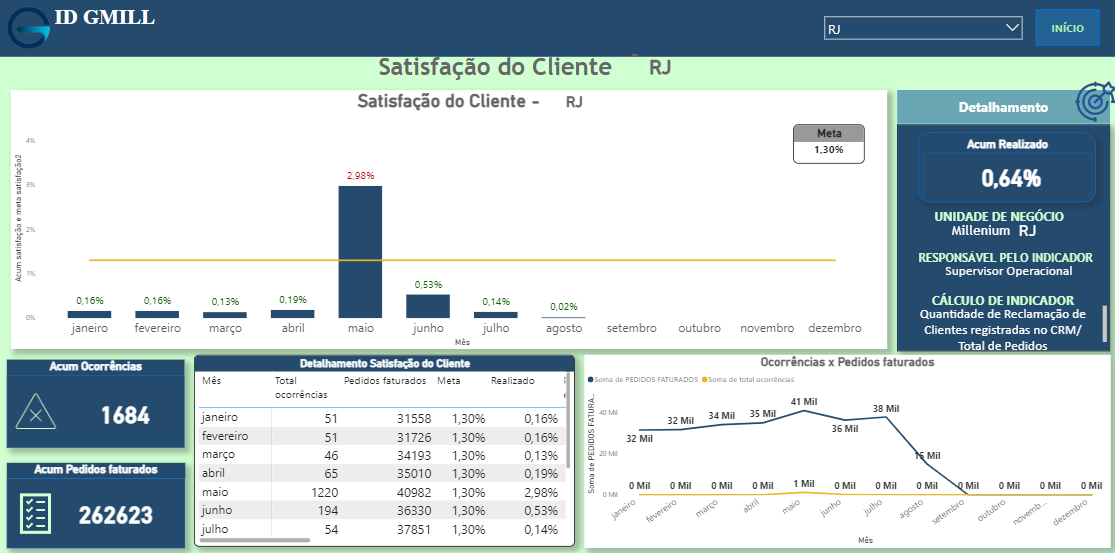 ID GMILL
RJ
INÍCIO
Satisfação do Cliente RJ
Satisfação do Cliente - RJ
Meta
1,30%
Acum satisfação e meta satisfação2
4%
3%
2%
1%
0%
0,16%
0,16%
0,13%
0,19%
2,98%
0,53%
0,14%
0,02%
janeiro fevereiro março abril maio junho julho agosto setembro outubro novembro dezembro
Mês
Detalhamento
Acum Realizado
0,64%
UNIDADE DE NEGÓCIO
Millenium RJ
RESPONSÁVEL PELO INDICADOR
Supervisor Operacional
CÁLCULO DE INDICADOR
Quantidade de Reclamação de
Clientes registradas no CRM/
Total de Pedidos
Acum Ocorrências
1684
Acum Pedidos faturados
262623
Detalhamento Satisfação do Cliente
Mês Total ocorrências Pedidos faturados Meta Realizado
janeiro 51 31558 1,30% 0,16%
fevereiro 51 31726 1,30% 0,16%
março 46 34193 1,30% 0,13%
abril 65 35010 1,30% 0,19%
maio 1220 40982 1,30% 2,98%
junho 194 36330 1,30% 0,53%
julho 54 37851 1,30% 0,14%
Ocorrências x Pedidos faturados
Soma de PEDIDOS FATURADOS Soma de total ocorrências
Soma de PEDIDOS FATURA...
40 Mil
20 Mil
0 Mil
32 Mil
32 Mil
34 Mil
35 Mil
41 Mil
36 Mil
38 Mil
15 Mil
0 Mil 0 Mil 0 Mil 0 Mil 1 Mil 0 Mil 0 Mil 0 Mil 0 Mil 0 Mil 0 Mil 0 Mil
janeiro fevereiro março abril maio junho julho agosto setembro outubro novemb... dezembro
Mês